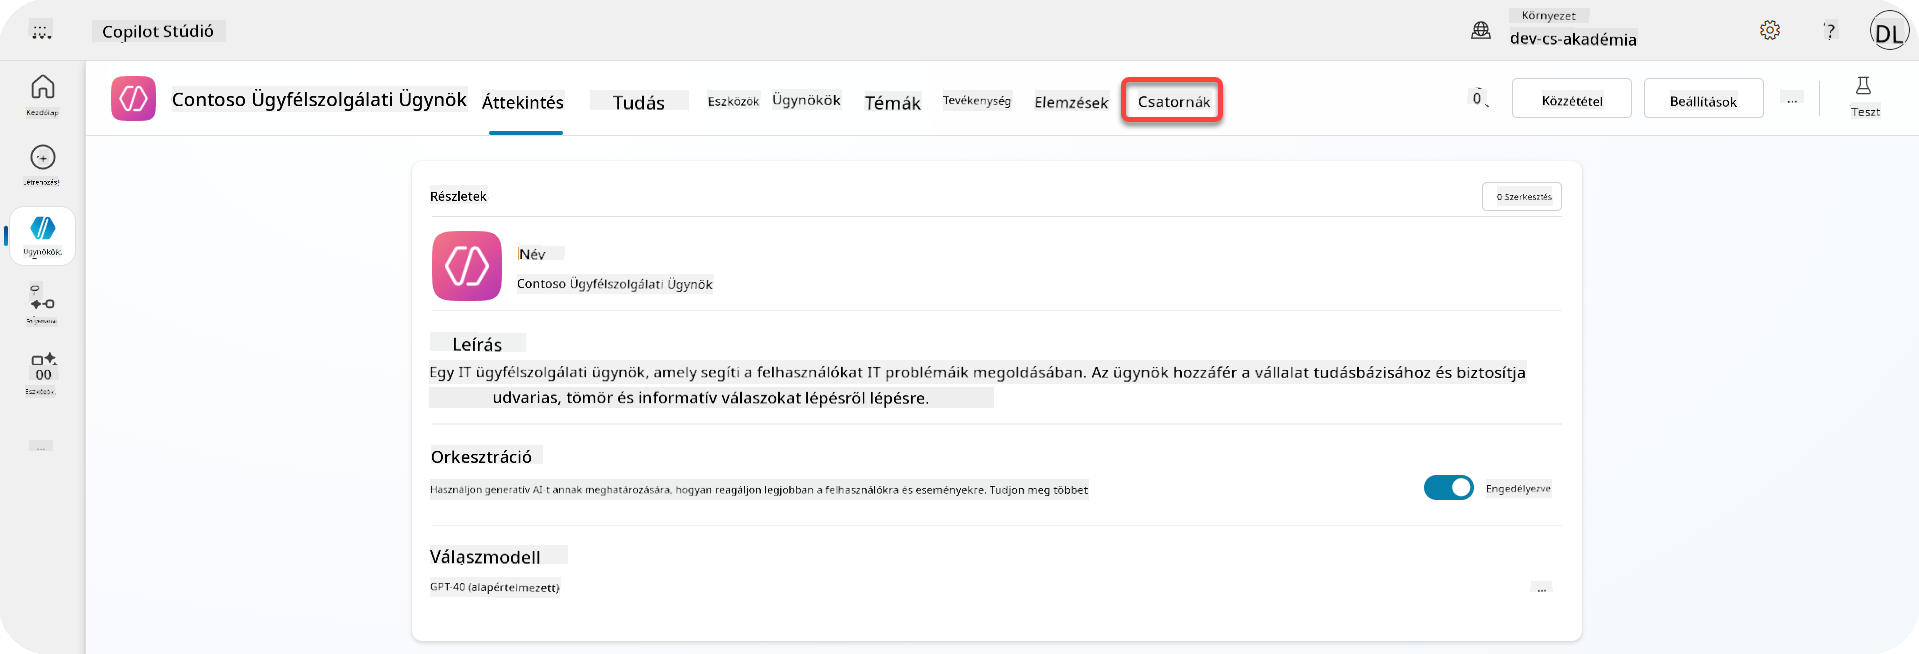 Copilot Stúdió
Környezet
dev-cs-akadémia
?
DL
Kezdőlap
Létrehozás!
Ügynökök.
00
Eszközök.
...
Contoso Ügyfélszolgálati Ügynök
Áttekintés
Tudás
Eszközök
Ügynökök
Témák
Tevékenység
Elemzések
Csatornák
0
Közzététel
Beállítások
...
Teszt
Részletek
0 Szerkesztés
Név
Contoso Ügyfélszolgálati Ügynök
Leírás
Egy IT ügyfélszolgálati ügynök, amely segíti a felhasználókat IT problémáik megoldásában. Az ügynök hozzáfér a vállalat tudásbázisához és biztosítja
udvarias, tömör és informatív válaszokat lépésről lépésre.
Orkesztráció
Használjon generatív AI-t annak meghatározására, hogyan reagáljon legjobban a felhasználókra és eseményekre. Tudjon meg többet
Engedélyezve
Válaszmodell
GPT-40 (alapértelmezett)
...